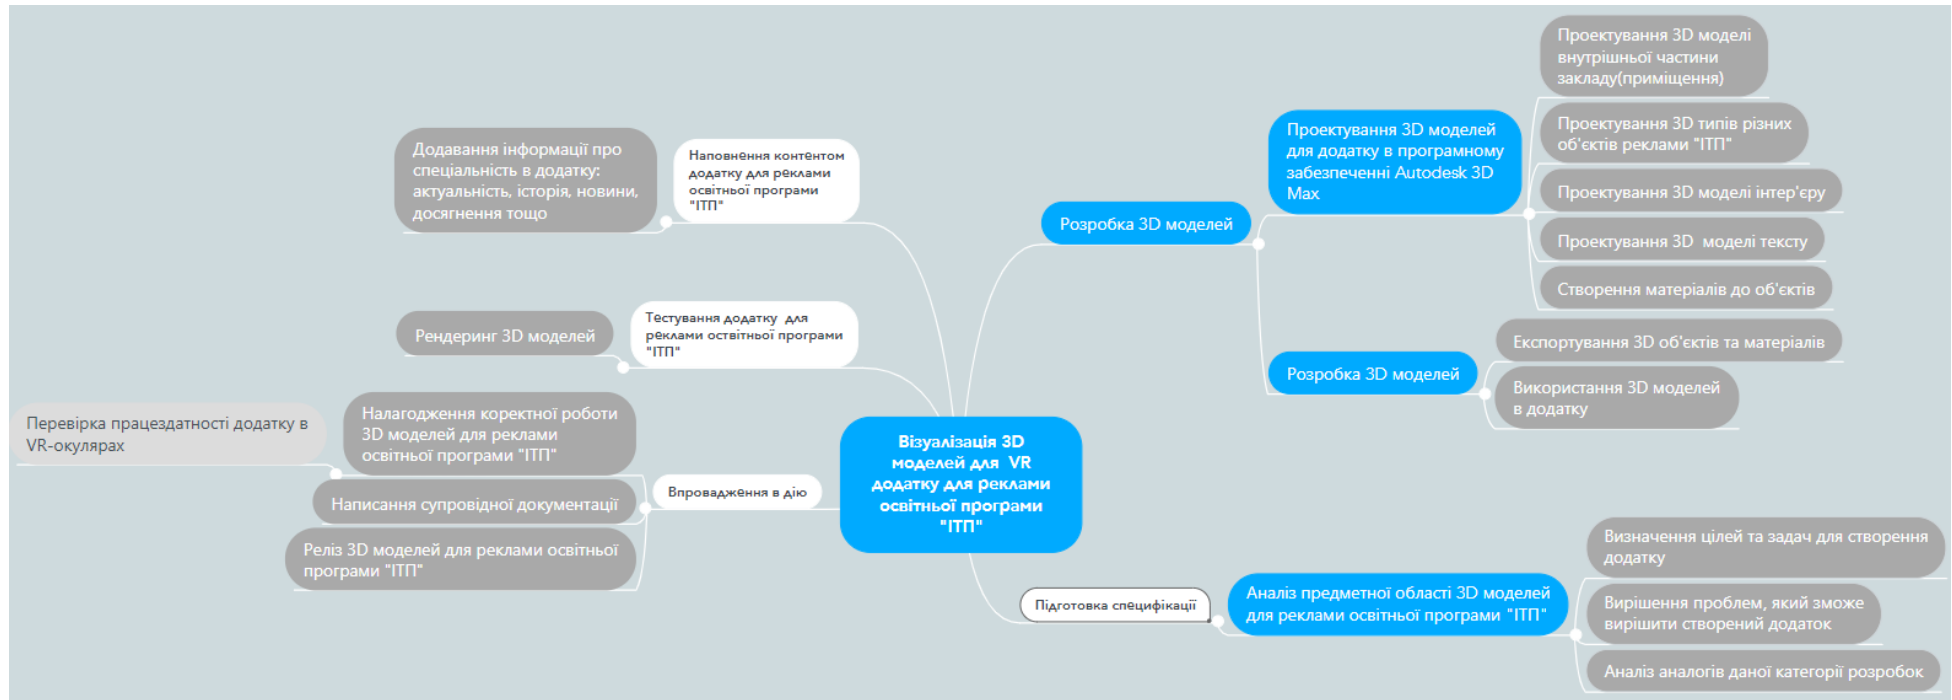 Додавання інформації про
спеціальність в додатку:
актуальність, історія, новини,
досягнення тощо
Наповнення контентом
додатку для реклами
освітньої програми
"ІТП"
Рендеринг 3D моделей
Тестування додатку для
реклами оствітньої програми
"ІТП"
Перевірка працездатності додатку в
VR-окулярах
Налагодження коректної роботи
3D моделей для реклами
освітньої програми "ІТП"
Написання супровідної документації
Реліз 3D моделей для реклами освітньої
програми "ІТП"
Впровадження в дію
Візуалізація 3D
моделей для VR
додатку для реклами
освітньої програми
"ІТП"
Розробка 3D моделей
Проектування 3D моделей
для додатку в програмному
забезпеченні Autodesk 3D
Max
Проектування 3D моделі
внутрішньої частини
закладу(приміщення)
Проектування 3D типів різних
об'єктів реклами "ІТП"
Проектування 3D моделі інтер'єру
Проектування 3D моделі тексту
Створення матеріалів до об'єктів
Розробка 3D моделей
Експортування 3D об'єктів та матеріалів
Використання 3D моделей
в додатку
Підготовка специфікації
Аналіз предметної області 3D моделей
для реклами освітньої програми "ІТП"
Визначення цілей та задач для створення
додатку
Вирішення проблем, який зможе
вирішити створений додаток
Аналіз аналогів даної категорії розробок